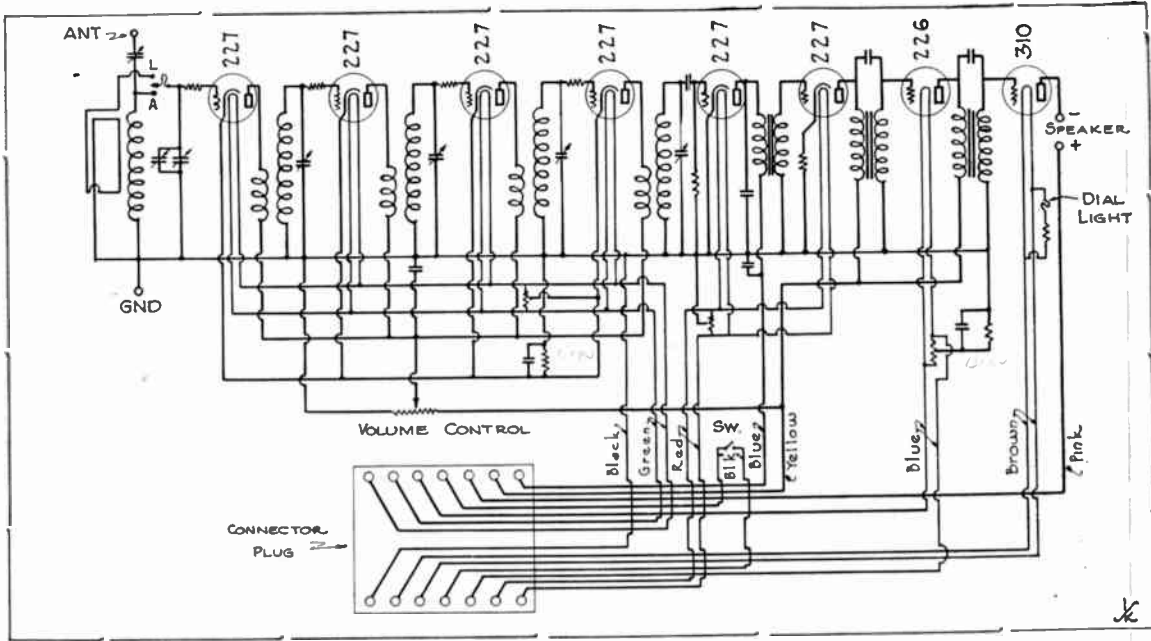 ANT
227
227
227
227
227
227
226
310
L
A
-
SPEAKER
+
DIAL
LIGHT
GND
VOLUME CONTROL
Black
Green
Red
SW.
Blk
Blue
Yellow
Blue
Brown
Pink
CONNECTOR
PLUG